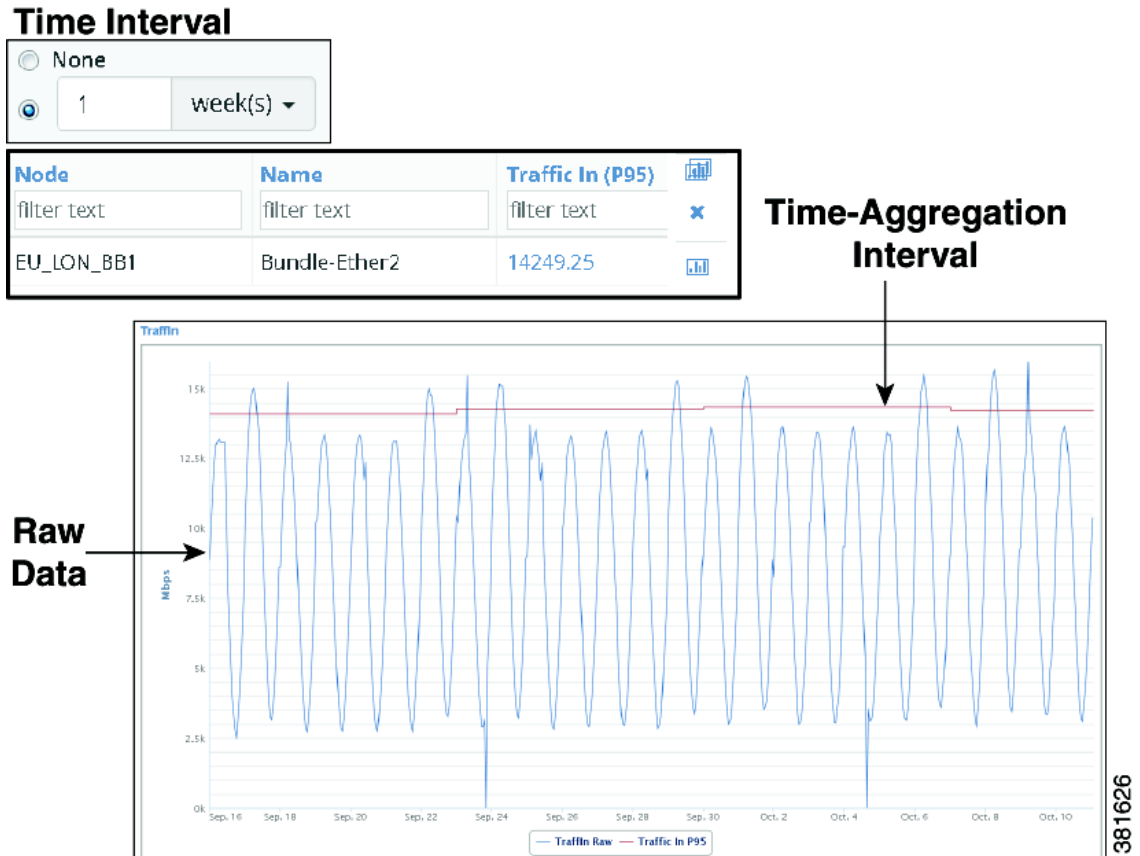 Time Interval
None
1 week(s)
Node Name Traffic In (P95)
filter text filter text filter text
EU_LON_BB1 Bundle-Ether2 14249.25
Time-Aggregation
Interval
TraffIn
15k
12.5k
10k
7.5k
5k
2.5k
0k
Mbps
Raw
Data
Sep. 16 Sep. 18 Sep. 20 Sep. 22 Sep. 24 Sep. 26 Sep. 28 Sep. 30 Oct. 2 Oct. 4 Oct. 6 Oct. 8 Oct. 10
TraffIn Raw Traffic In P95
381626